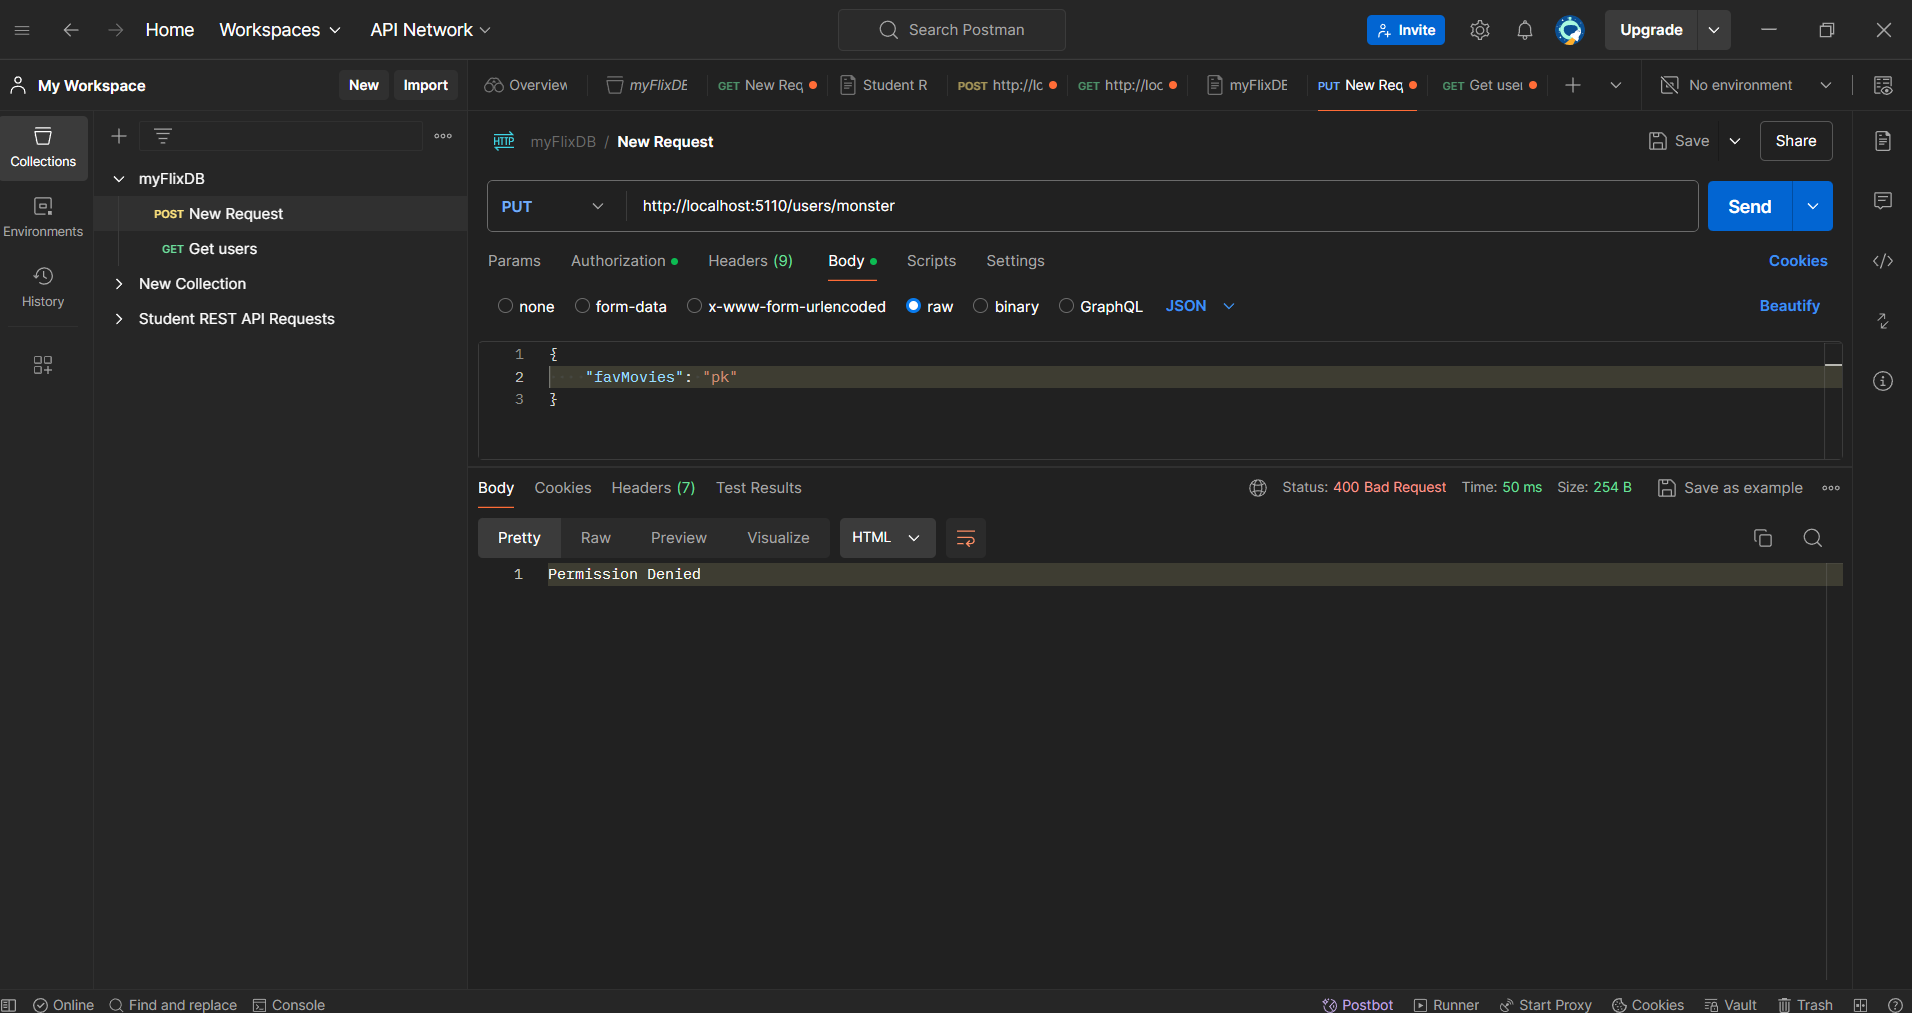 Home Workspaces API Network Search Postman Invite Upgrade
My Workspace New Import
Overview myFlixDB GET New Req Student R POST http://lc GET http://loc myFlixDB PUT New Req GET Get user No environment
Collections
Environments
History
myFlixDB
POST New Request
GET Get users
New Collection
Student REST API Requests
HTTP myFlixDB / New Request Save Share
PUT http://localhost:5110/users/monster Send
Params Authorization Headers (9) Body Scripts Settings Cookies
none form-data x-www-form-urlencoded raw binary GraphQL JSON Beautify
1 {
2 "favMovies": "pk"
3 }
Body Cookies Headers (7) Test Results Status: 400 Bad Request Time: 50 ms Size: 254 B Save as example
Pretty Raw Preview Visualize HTML
1 Permission Denied
Online Find and replace Console Postbot Runner Start Proxy Cookies Vault Trash